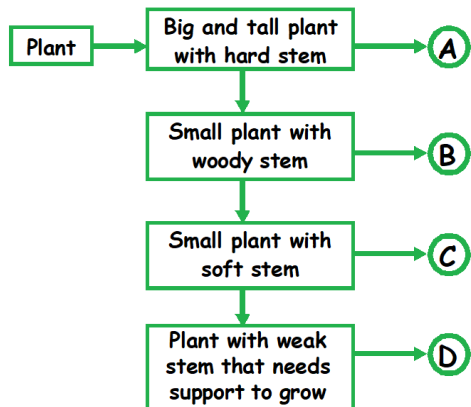 Plant
Big and tall plant
with hard stem
A
Small plant with
woody stem
B
Small plant with
soft stem
C
Plant with weak
stem that needs
support to grow
D